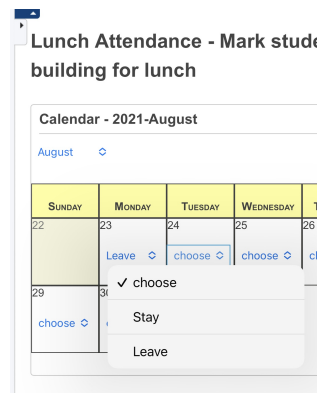 Lunch Attendance - Mark stude
building for lunch
Calendar - 2021-August
August
Sunday Monday Tuesday Wednesday T
22 23 24 25 26
Leave choose choose
29
choose
✓ choose
Stay
Leave